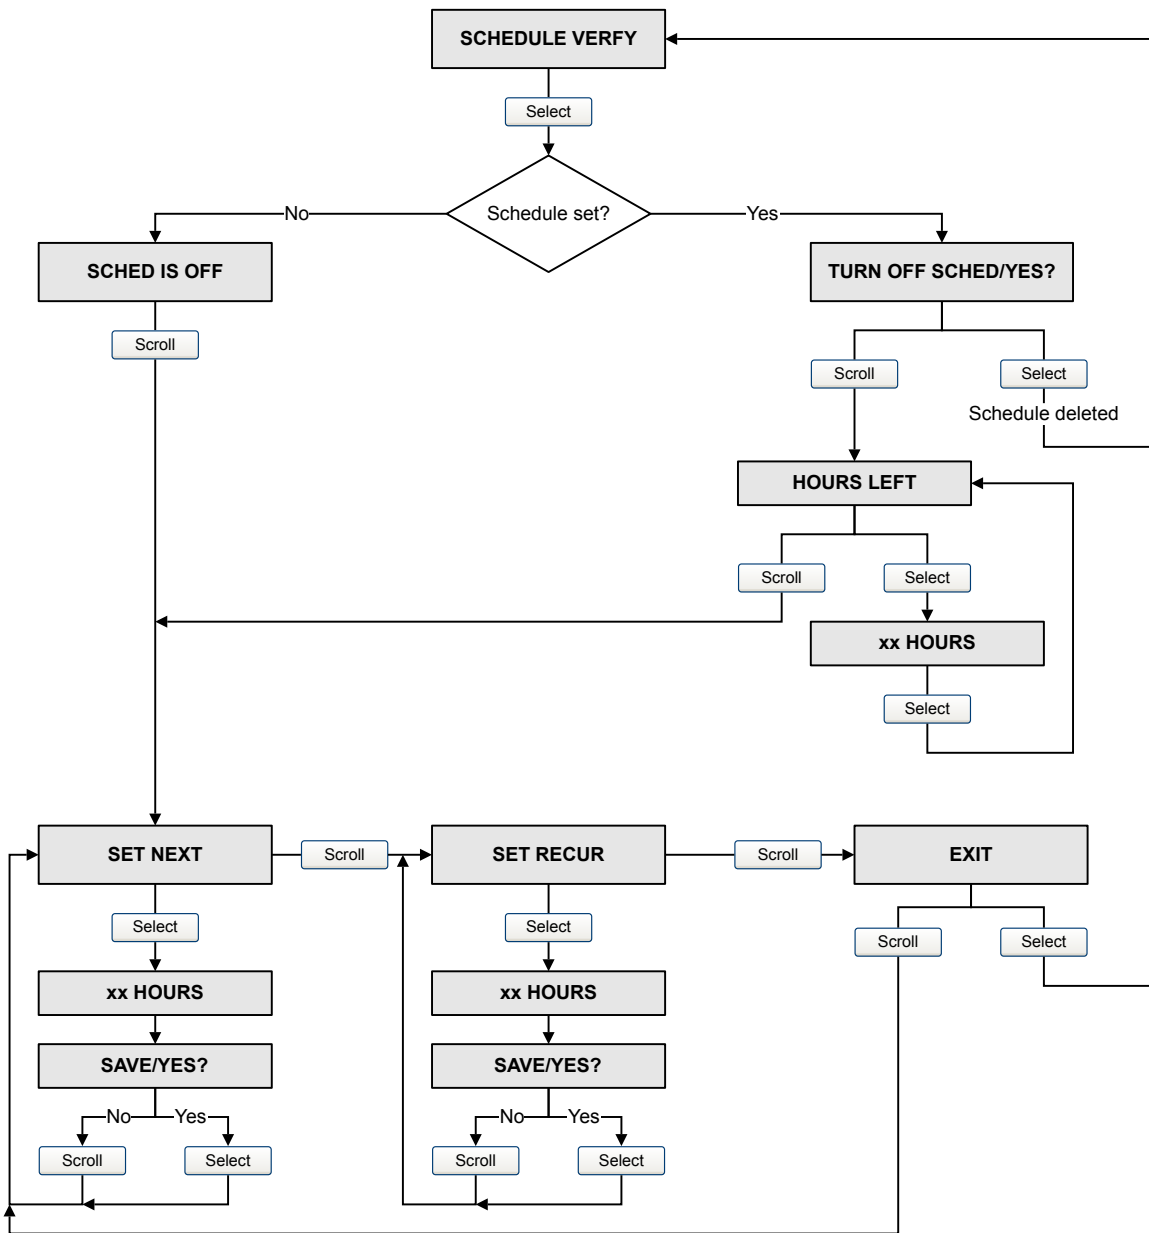 SCHEDULE VERFY
Select
Schedule set?
No
Yes
SCHED IS OFF
TURN OFF SCHED/YES?
Scroll
Scroll
Select
Schedule deleted
HOURS LEFT
Scroll
Select
xx HOURS
Select
SET NEXT
Scroll
SET RECUR
Scroll
EXIT
Select
Select
Scroll
Select
xx HOURS
xx HOURS
SAVE/YES?
SAVE/YES?
No
Yes
No
Yes
Scroll
Select
Scroll
Select